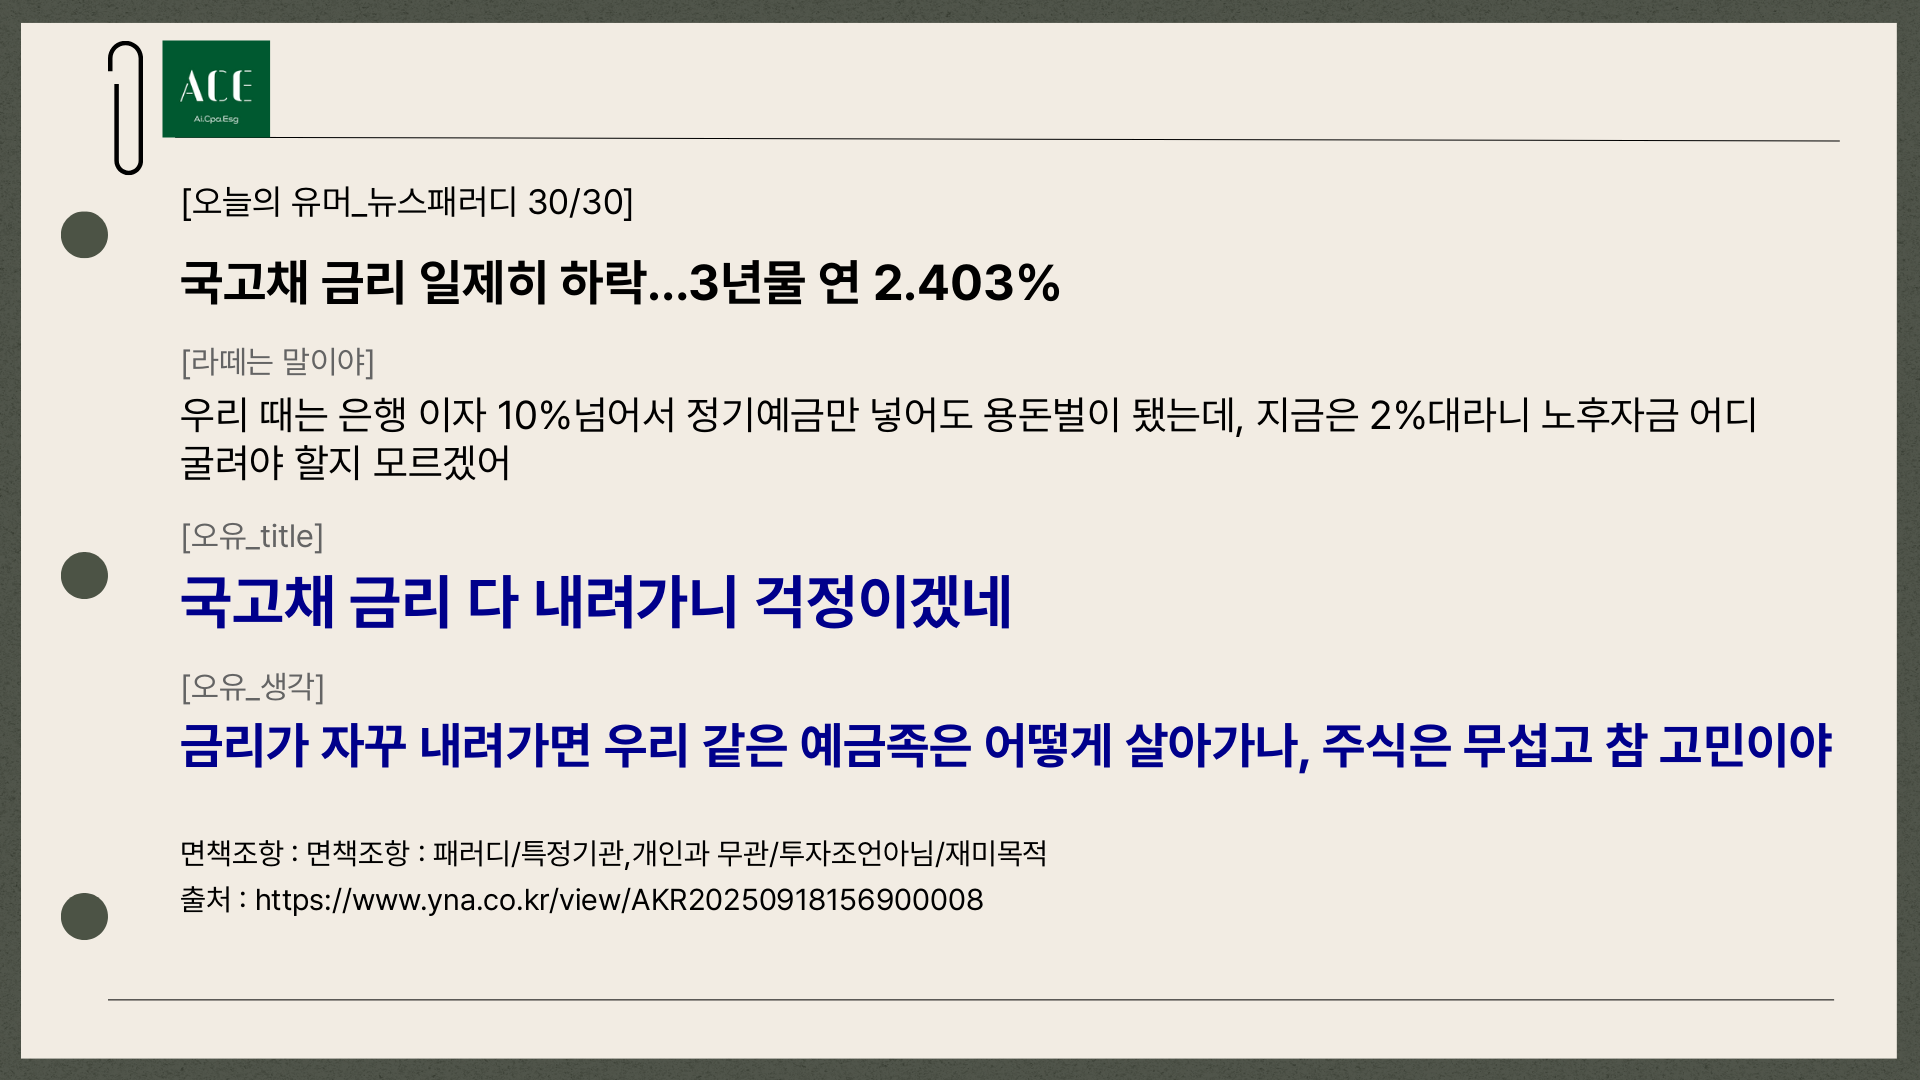 ACE
Ai.Cpa.Esg
[오늘의 유머_뉴스패러디 30/30]
국고채 금리 일제히 하락...3년물 연 2.403%
[라떼는 말이야]
우리 때는 은행 이자 10%넘어서 정기예금만 넣어도 용돈벌이 됐는데, 지금은 2%대라니 노후자금 어디
굴려야 할지 모르겠어
[오유_title]
국고채 금리 다 내려가니 걱정이겠네
[오유_생각]
금리가 자꾸 내려가면 우리 같은 예금족은 어떻게 살아가나, 주식은 무섭고 참 고민이야
면책조항 : 면책조항 : 패러디/특정기관,개인과 무관/투자조언아님/재미목적
출처 : https://www.yna.co.kr/view/AKR20250918156900008